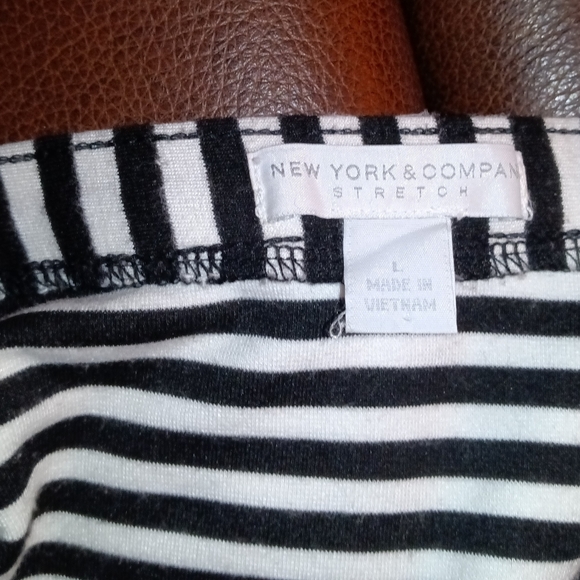 NEW YORK & COMPAN
STRETCH
L
MADE IN
VIETNAM